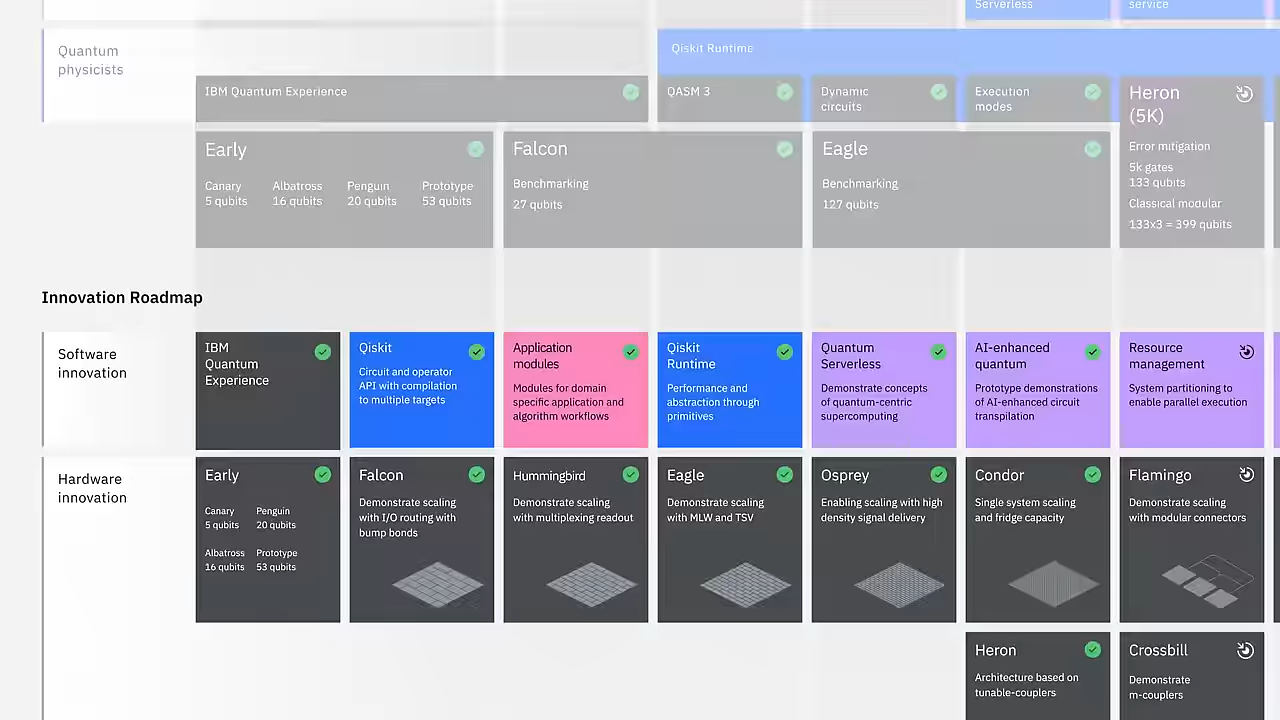 Serverless
service
Quantum
physicists
Qiskit Runtime
IBM Quantum Experience
QASM 3
Dynamic
circuits
Execution
modes
Heron
(5K)
Error mitigation
5k gates
133 qubits
Classical modular
133x3 = 399 qubits
Early
Canary
5 qubits
Albatross
16 qubits
Penguin
20 qubits
Prototype
53 qubits
Falcon
Benchmarking
27 qubits
Eagle
Benchmarking
127 qubits
Innovation Roadmap
Software
innovation
IBM
Quantum
Experience
Qiskit
Circuit and operator
API with compilation
to multiple targets
Application
modules
Modules for domain
specific application and
algorithm workflows
Qiskit
Runtime
Performance and
abstraction through
primitives
Quantum
Serverless
Demonstrate concepts
of quantum-centric
supercomputing
AI-enhanced
quantum
Prototype demonstrations
of AI-enhanced circuit
transpilation
Resource
management
System partitioning to
enable parallel execution
Hardware
innovation
Early
Canary
5 qubits
Penguin
20 qubits
Albatross
16 qubits
Prototype
53 qubits
Falcon
Demonstrate scaling
with I/O routing with
bump bonds
Hummingbird
Demonstrate scaling
with multiplexing readout
Eagle
Demonstrate scaling
with MLW and TSV
Osprey
Enabling scaling with high
density signal delivery
Condor
Single system scaling
and fridge capacity
Flamingo
Demonstrate scaling
with modular connectors
Heron
Architecture based on
tunable-couplers
Crossbill
Demonstrate
m-couplers